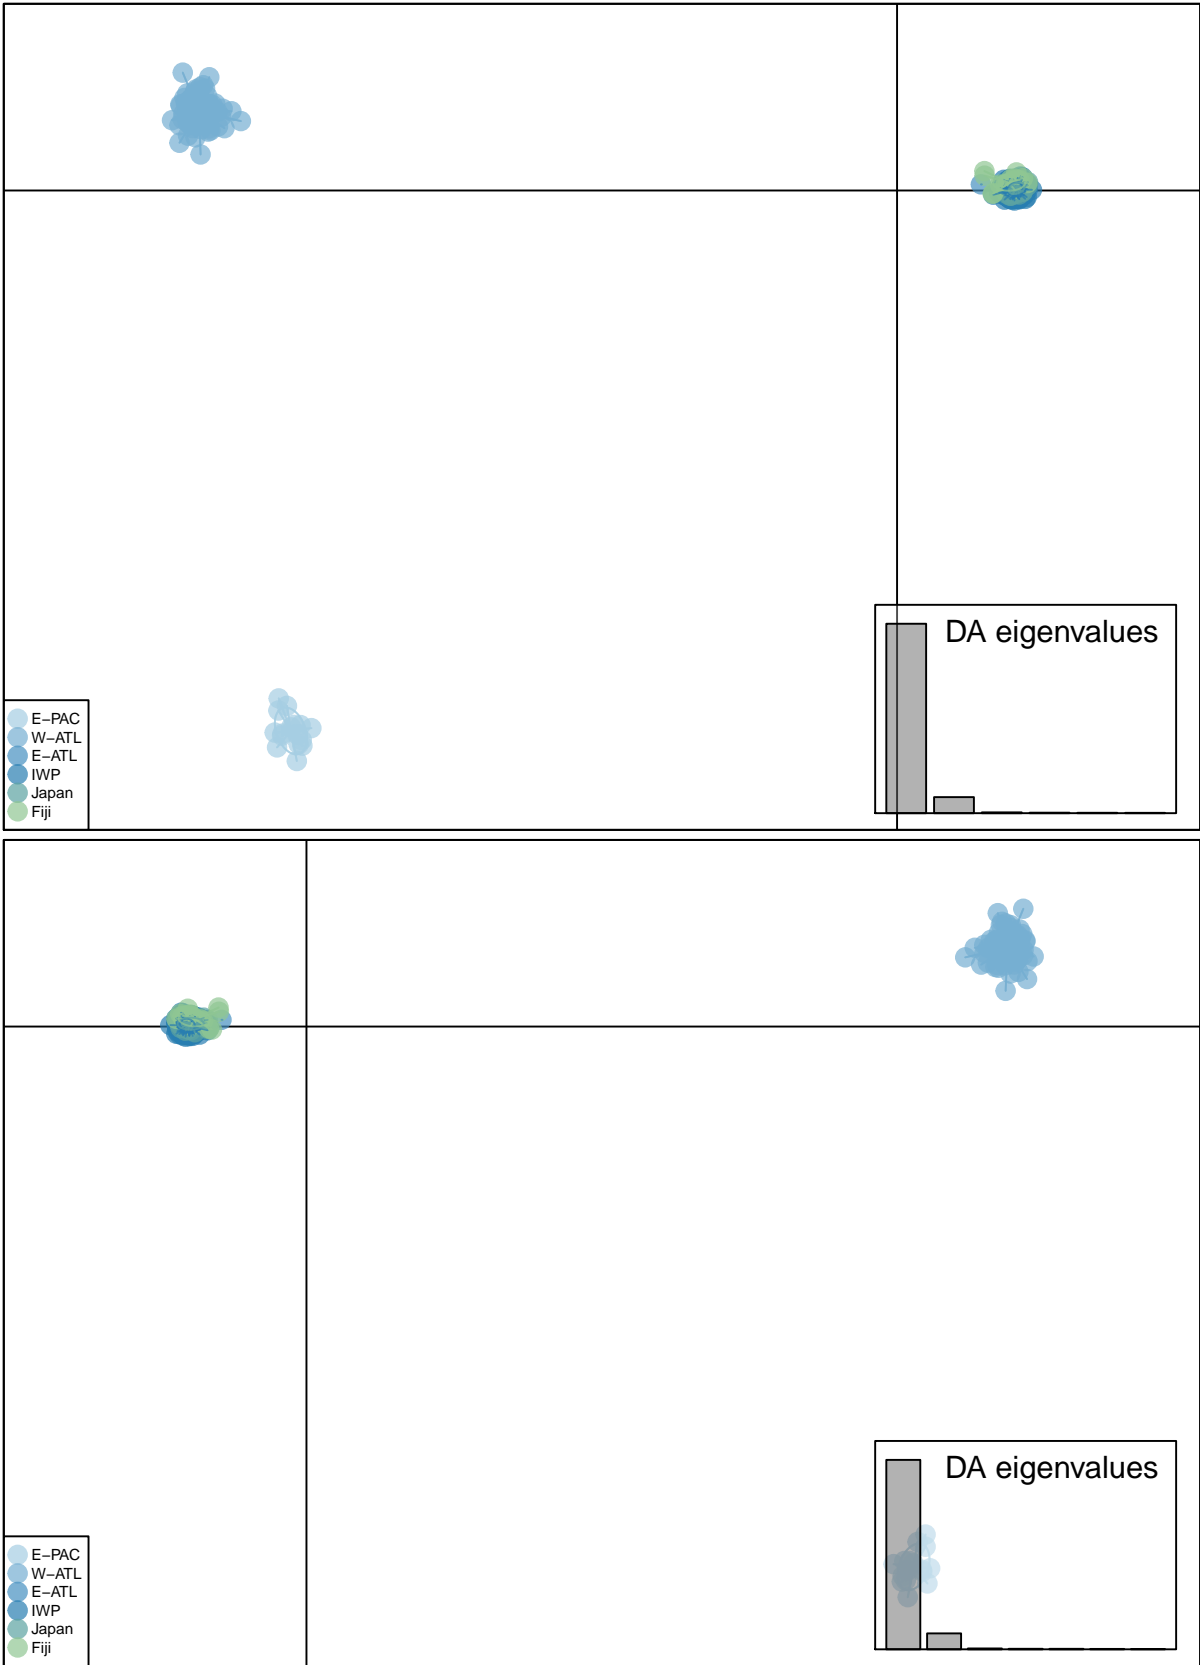 DA eigenvalues
E−PAC
W−ATL
E−ATL
IWP
Japan
Fiji
DA eigenvalues
E−PAC
W−ATL
E−ATL
IWP
Japan
Fiji